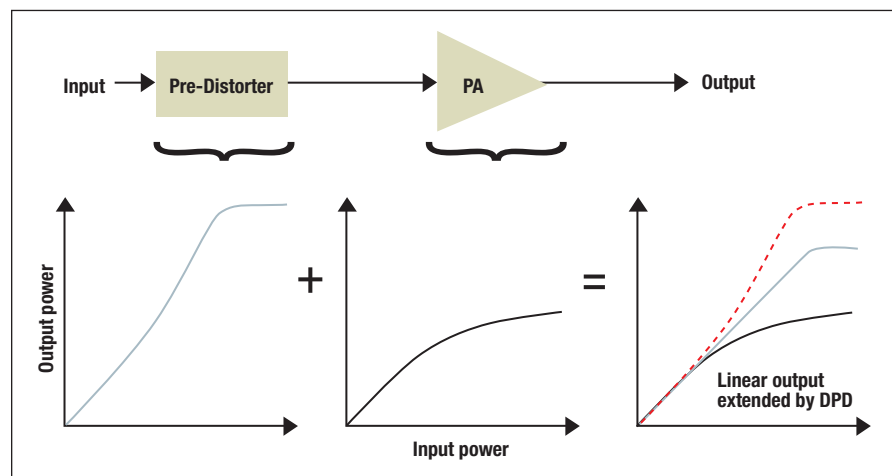 Input
Pre-Distorter
PA
Output
Output power
+
=
Linear output
extended by DPD
Input power